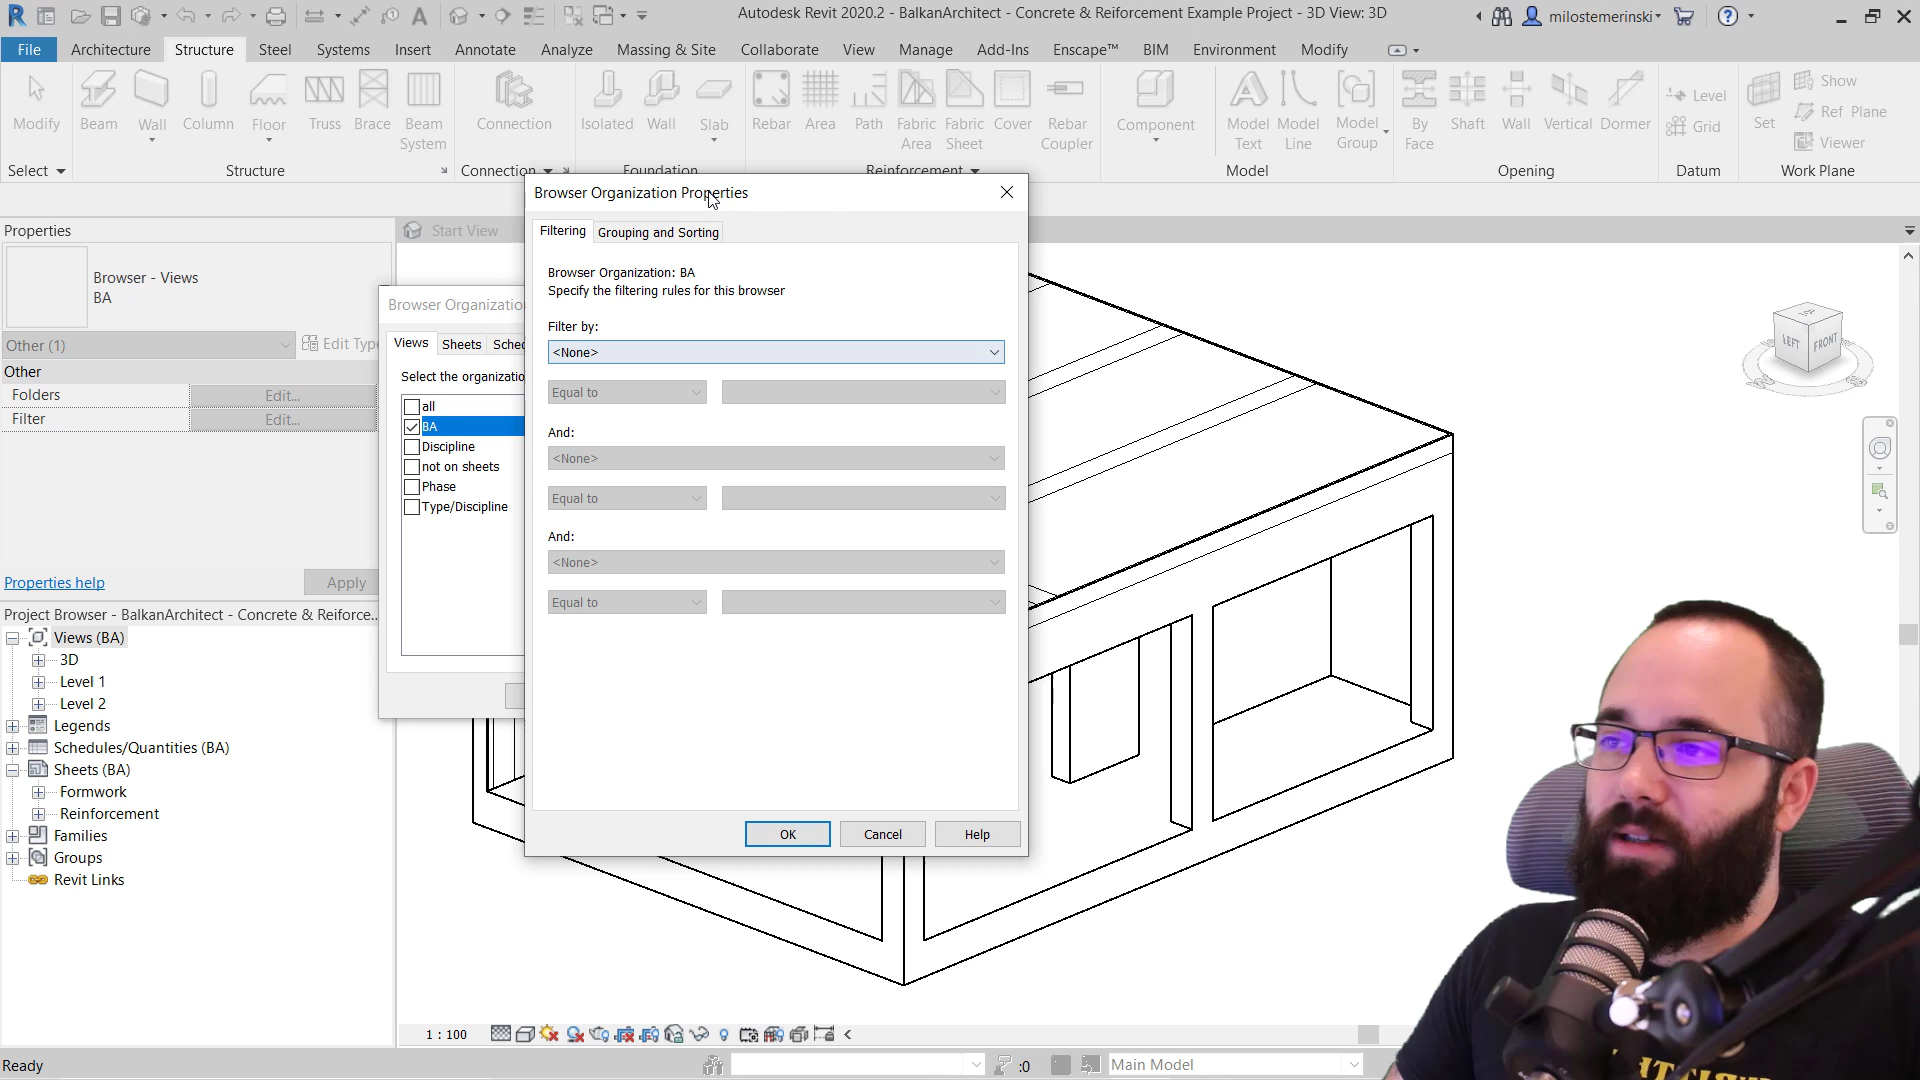 Autodesk Revit 2020.2 - BalkanArchitect - Concrete & Reiforcement Example Project - 3D View: 3D
milostemerinski
File Architecture Structure Steel Systems Insert Annotate Analyze Massing & Site Collaborate View Manage Add-Ins Enscape™ BIM Environment Modify
Modify Beam Wall Column Floor Truss Brace Beam System Connection Isolated Wall Slab Rebar Area Path Fabric Area Fabric Sheet Cover Rebar Coupler Component Model Text Model Line Model Group By Face Shaft Wall Vertical Dormer Level Grid Set Show Ref Plane Viewer
Select Structure Connection Foundation Reinforcement Model Opening Datum Work Plane
Properties
Browser - Views
BA
Other (1)
Edit Type
Other
Folders Edit...
Filter Edit...
Properties help
Apply
Project Browser - BalkanArchitect - Concrete & Reiforce...
Views (BA)
3D
Level 1
Level 2
Legends
Schedules/Quantities (BA)
Sheets (BA)
Formwork
Reinforcement
Families
Groups
Revit Links
Ready
Start View
Browser Organizatio
Views Sheets Sched
Select the organizatio
all
BA
Discipline
not on sheets
Phase
Type/Discipline
Browser Organization Properties
Filtering Grouping and Sorting
Browser Organization: BA
Specify the filtering rules for this browser
Filter by:
<None>
Equal to
And:
<None>
Equal to
And:
<None>
Equal to
OK Cancel Help
TOP
LEFT FRONT
1 : 100
:0
Main Model